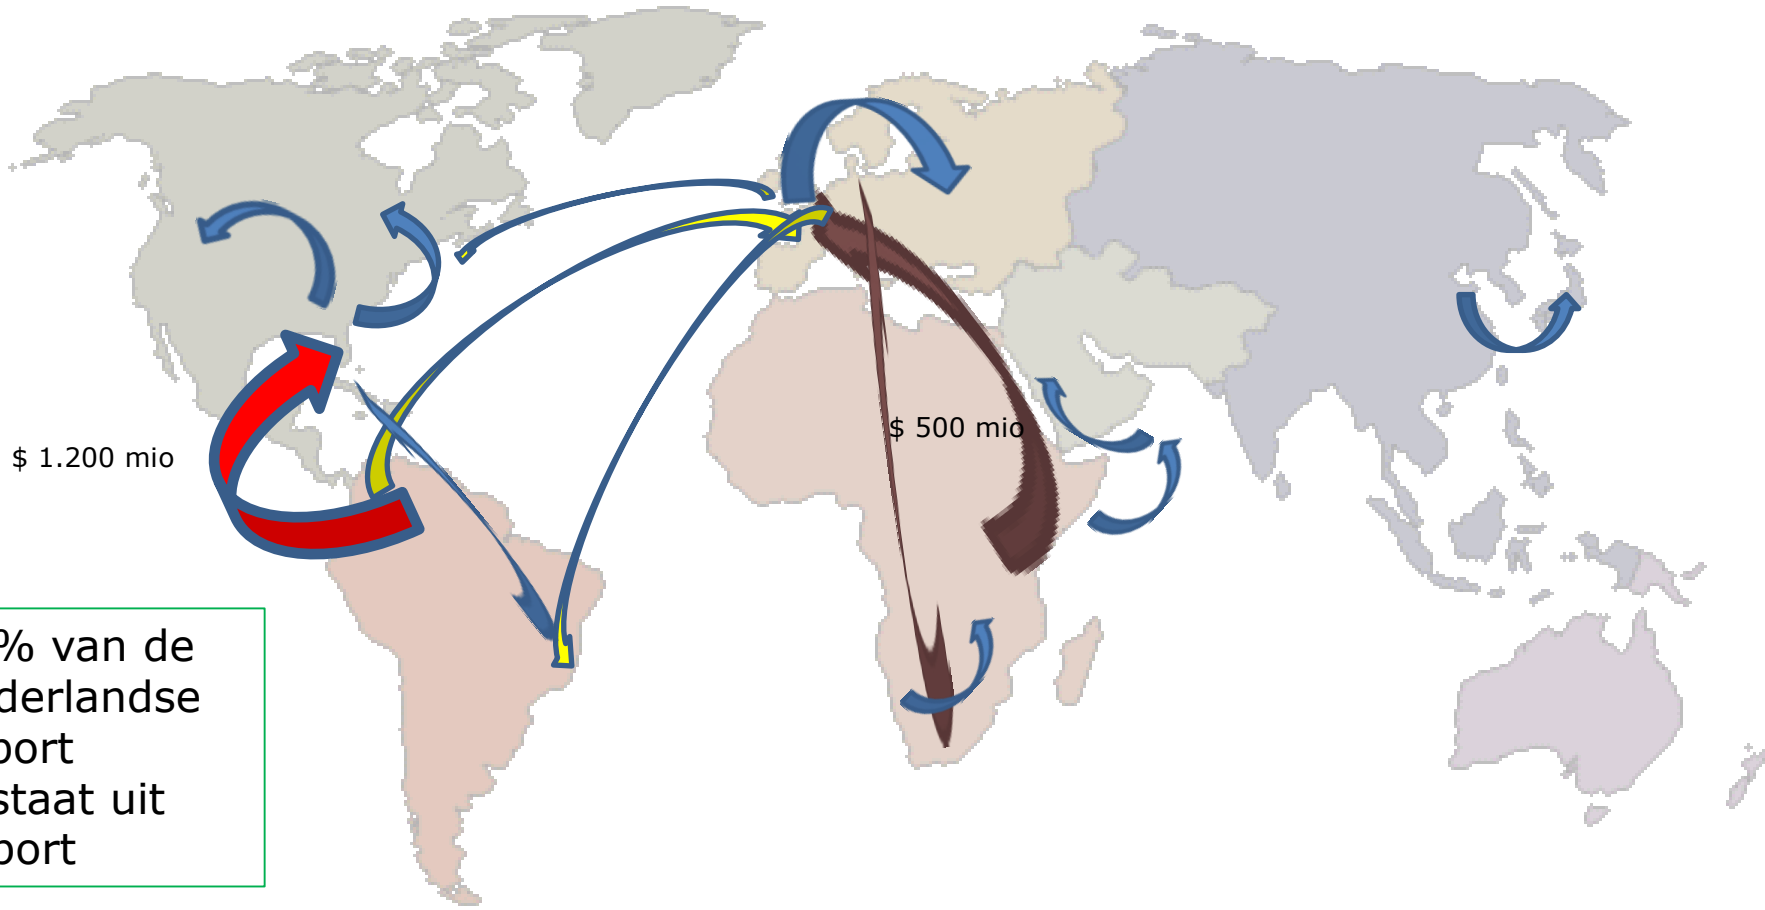 $ 500 mio
$ 1.200 mio
% van de
derlandse
port
staat uit
port